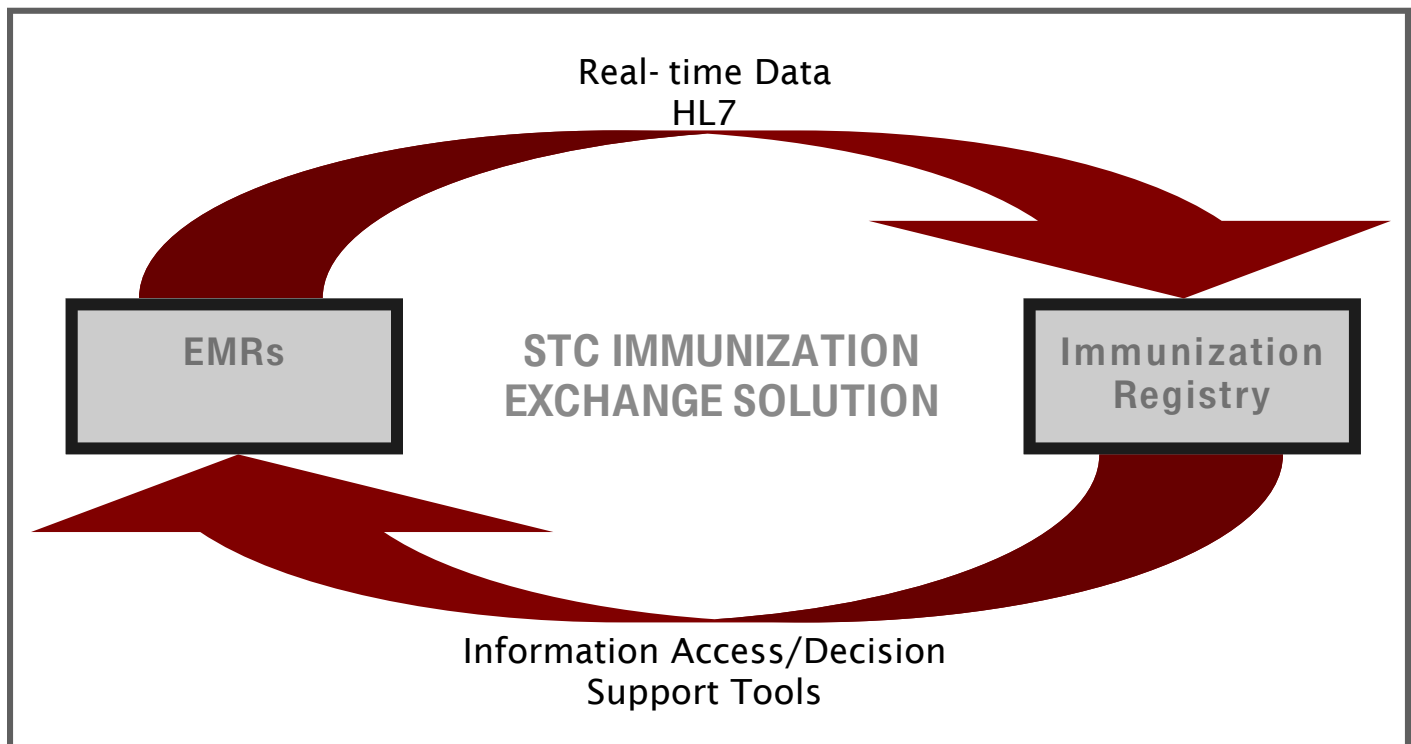 Real- time Data
HL7
EMRs
STC IMMUNIZATION
EXCHANGE SOLUTION
Immunization
Registry
Information Access/Decision
Support Tools